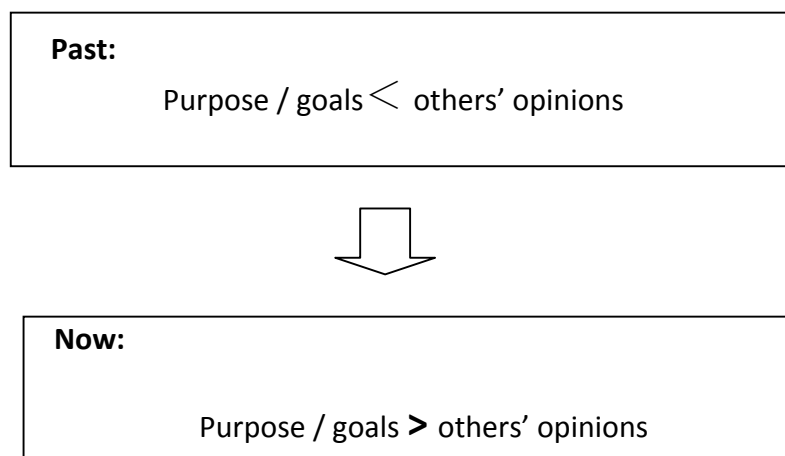 Past:
Purpose / goals < others’ opinions
Now:
Purpose / goals > others’ opinions